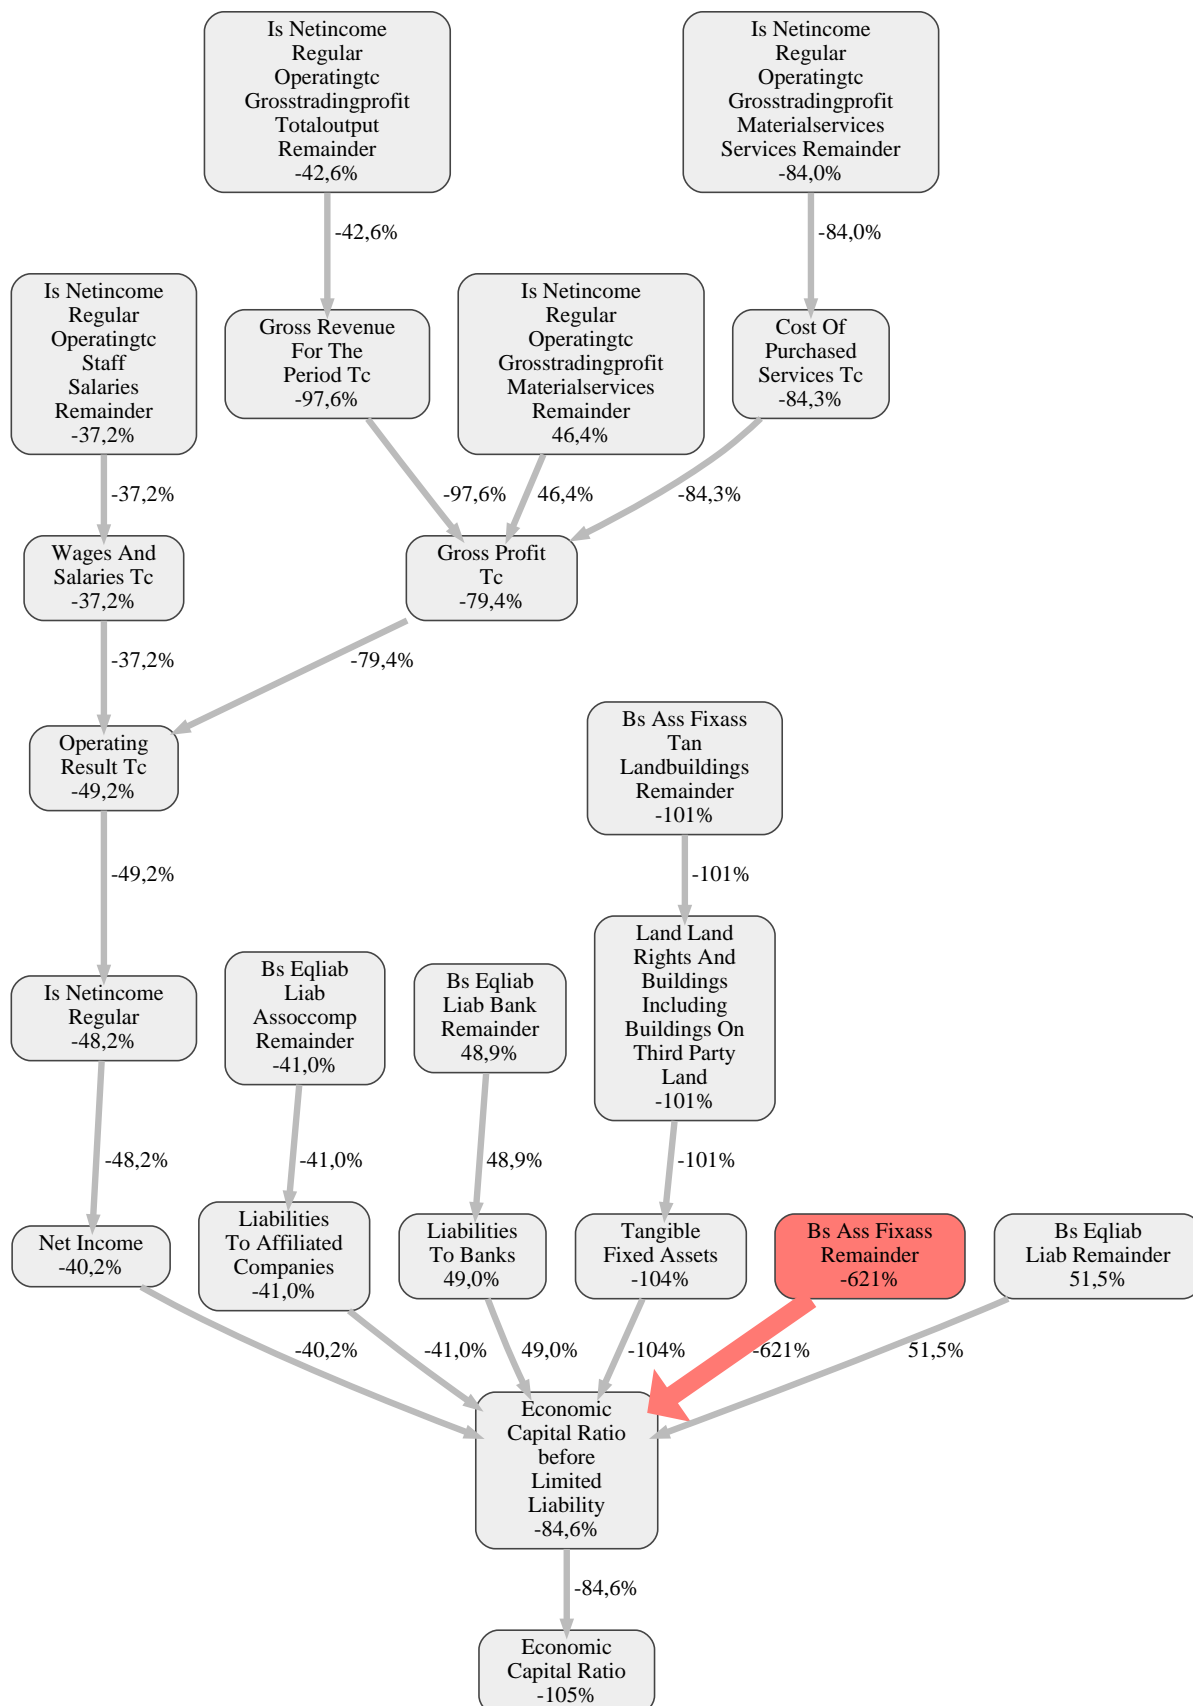 Is Netincome
Regular
Operatingtc
Grosstradingprofit
Totaloutput
Remainder
-42,6%
Is Netincome
Regular
Operatingtc
Grosstradingprofit
Materialservices
Services Remainder
-84,0%
-42,6%
-84,0%
Is Netincome
Regular
Operatingtc
Staff
Salaries
Remainder
-37,2%
Gross Revenue
For The
Period Tc
-97,6%
Is Netincome
Regular
Operatingtc
Grosstradingprofit
Materialservices
Remainder
46,4%
Cost Of
Purchased
Services Tc
-84,3%
-37,2%
-97,6%
46,4%
-84,3%
Wages And
Salaries Tc
-37,2%
Gross Profit
Tc
-79,4%
-37,2%
-79,4%
Operating
Result Tc
-49,2%
Bs Ass Fixass
Tan
Landbuildings
Remainder
-101%
-49,2%
-101%
Is Netincome
Regular
-48,2%
Bs Eqliab
Liab
Assoccomp
Remainder
-41,0%
Bs Eqliab
Liab Bank
Remainder
48,9%
Land Land
Rights And
Buildings
Including
Buildings On
Third Party
Land
-101%
-48,2%
-41,0%
48,9%
-101%
Net Income
-40,2%
Liabilities
To Affiliated
Companies
-41,0%
Liabilities
To Banks
49,0%
Tangible
Fixed Assets
-104%
Bs Ass Fixass
Remainder
-621%
Bs Eqliab
Liab Remainder
51,5%
-40,2%
-41,0%
49,0%
-104%
-621%
51,5%
Economic
Capital Ratio
before
Limited
Liability
-84,6%
-84,6%
Economic
Capital Ratio
-105%